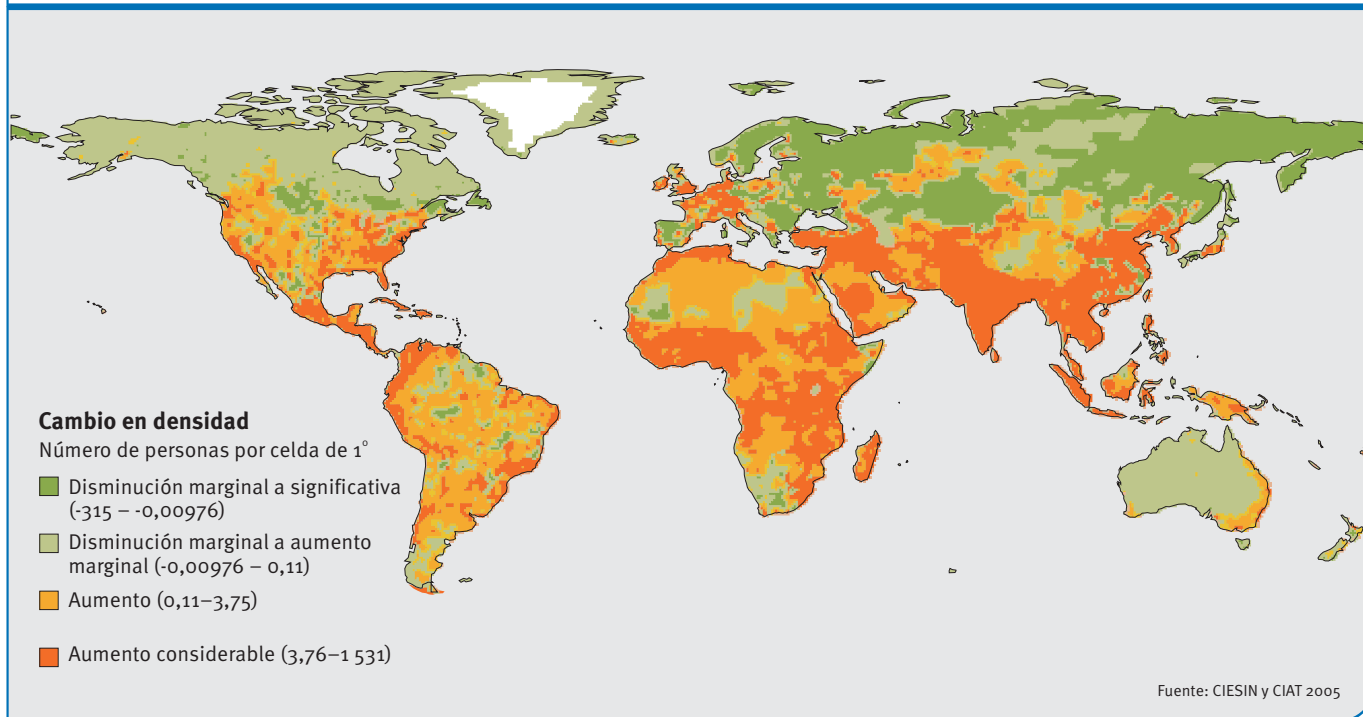 Cambio en densidad
Número de personas por celda de 1°
Disminución marginal a significativa
(-315 – -0,00976)
Disminución marginal a aumento
marginal (-0,00976 – 0,11)
Aumento (0,11–3,75)
Aumento considerable (3,76–1 531)
Fuente: CIESIN y CIAT 2005